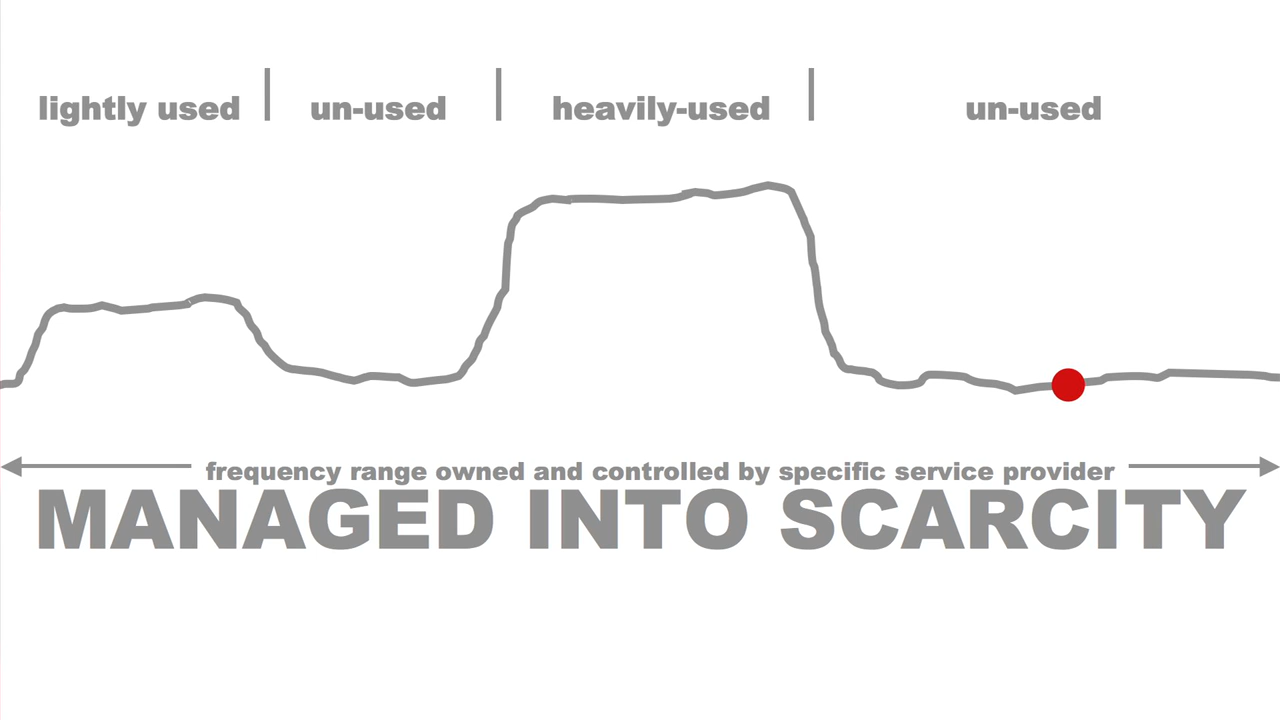 lightly used | un-used | heavily-used | un-used
frequency range owned and controlled by specific service provider
MANAGED INTO SCARCITY